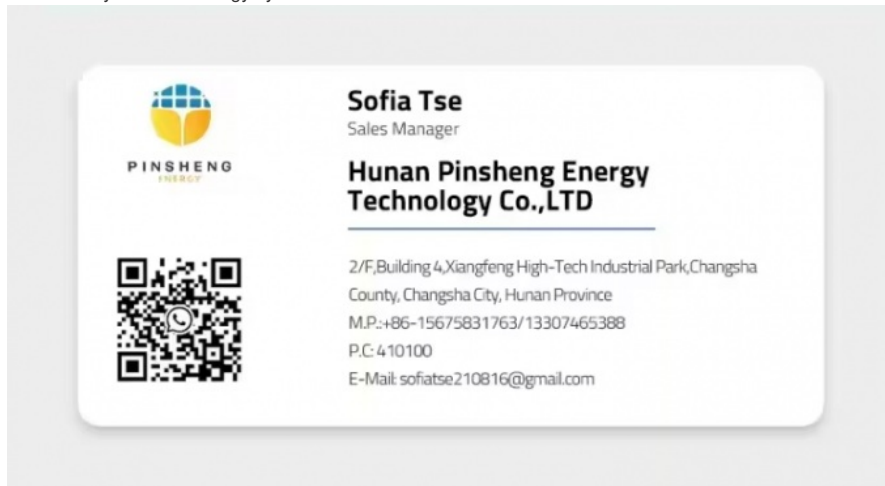 PINSHENG
ENERGY
Sofia Tse
Sales Manager
Hunan Pinsheng Energy
Technology Co.,LTD
2/F,Building 4,Xiangfeng High-Tech Industrial Park,Changsha
County, Changsha City, Hunan Province
M.P.:+86-15675831763/13307465388
P.C: 410100
E-Mail: sofiatse210816@gmail.com